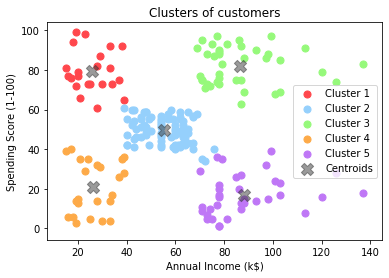 Clusters of customers
100
80
60
40
20
0
Spending Score (1-100)
Cluster 1
Cluster 2
Cluster 3
Cluster 4
Cluster 5
Centroids
20
40
60
80
100
120
140
Annual Income (k$)